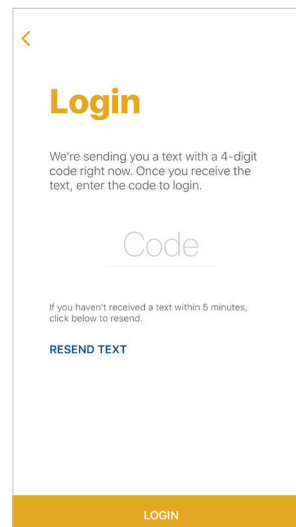 Login
We're sending you a text with a 4-digit
code right now. Once you receive the
text, enter the code to login.
Code
If you haven't received a text within 5 minutes,
click below to resend.
RESEND TEXT
LOGIN